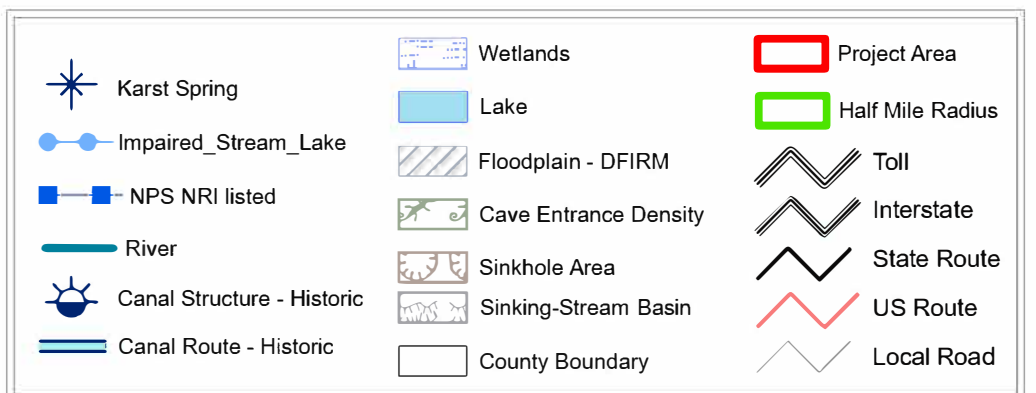 Karst Spring
Impaired_Stream_Lake
NPS NRI listed
River
Canal Structure - Historic
Canal Route - Historic
Wetlands
Lake
Floodplain - DFIRM
Cave Entrance Density
Sinkhole Area
Sinking-Stream Basin
County Boundary
Project Area
Half Mile Radius
Toll
Interstate
State Route
US Route
Local Road